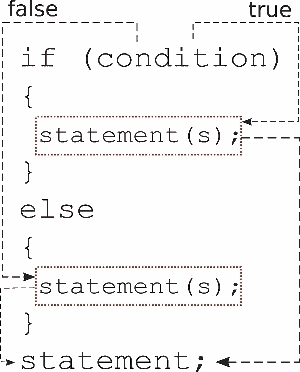 false true
if (condition)
{
statement(s);
}
else
{
statement(s);
}
statement;